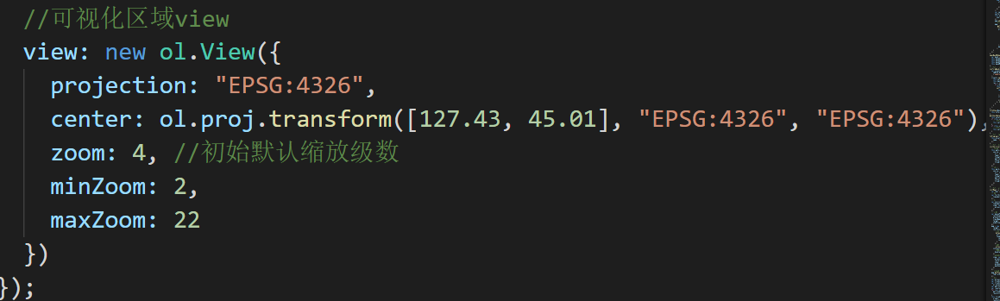 //可视化区域view
view: new ol.View({
projection: "EPSG:4326",
center: ol.proj.transform([127.43, 45.01], "EPSG:4326", "EPSG:4326"),
zoom: 4, //初始默认缩放级数
minZoom: 2,
maxZoom: 22
})
});